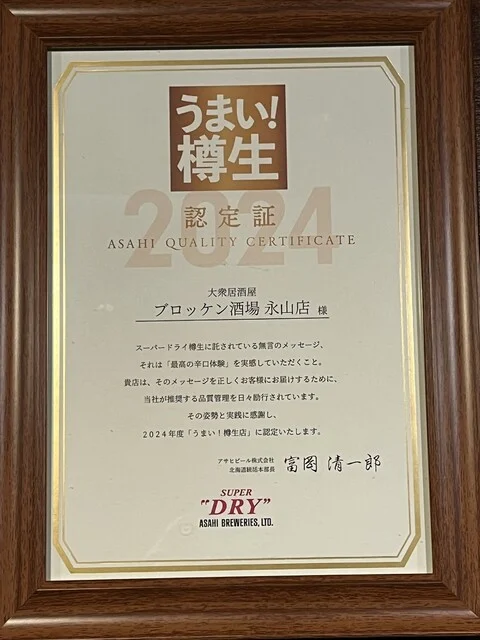 うまい!
樽生
2024
認定証
ASAHI QUALITY CERTIFICATE
大衆居酒屋
ブロッケン酒場 永山店 様
スーパードライ樽生に託されている無言のメッセージ、
それは「最高の辛口体験」を実感していただくこと。
貴店は、そのメッセージを正しくお客様にお届けするために、
当社が推奨する品質管理を日々励行されています。
その姿勢と実践に感謝し、
2024年度「うまい!樽生店」に認定いたします。
アサヒビール株式会社
北海道統括本部長 富岡 清一郎
SUPER
"DRY"
ASAHI BREWERIES, LTD.